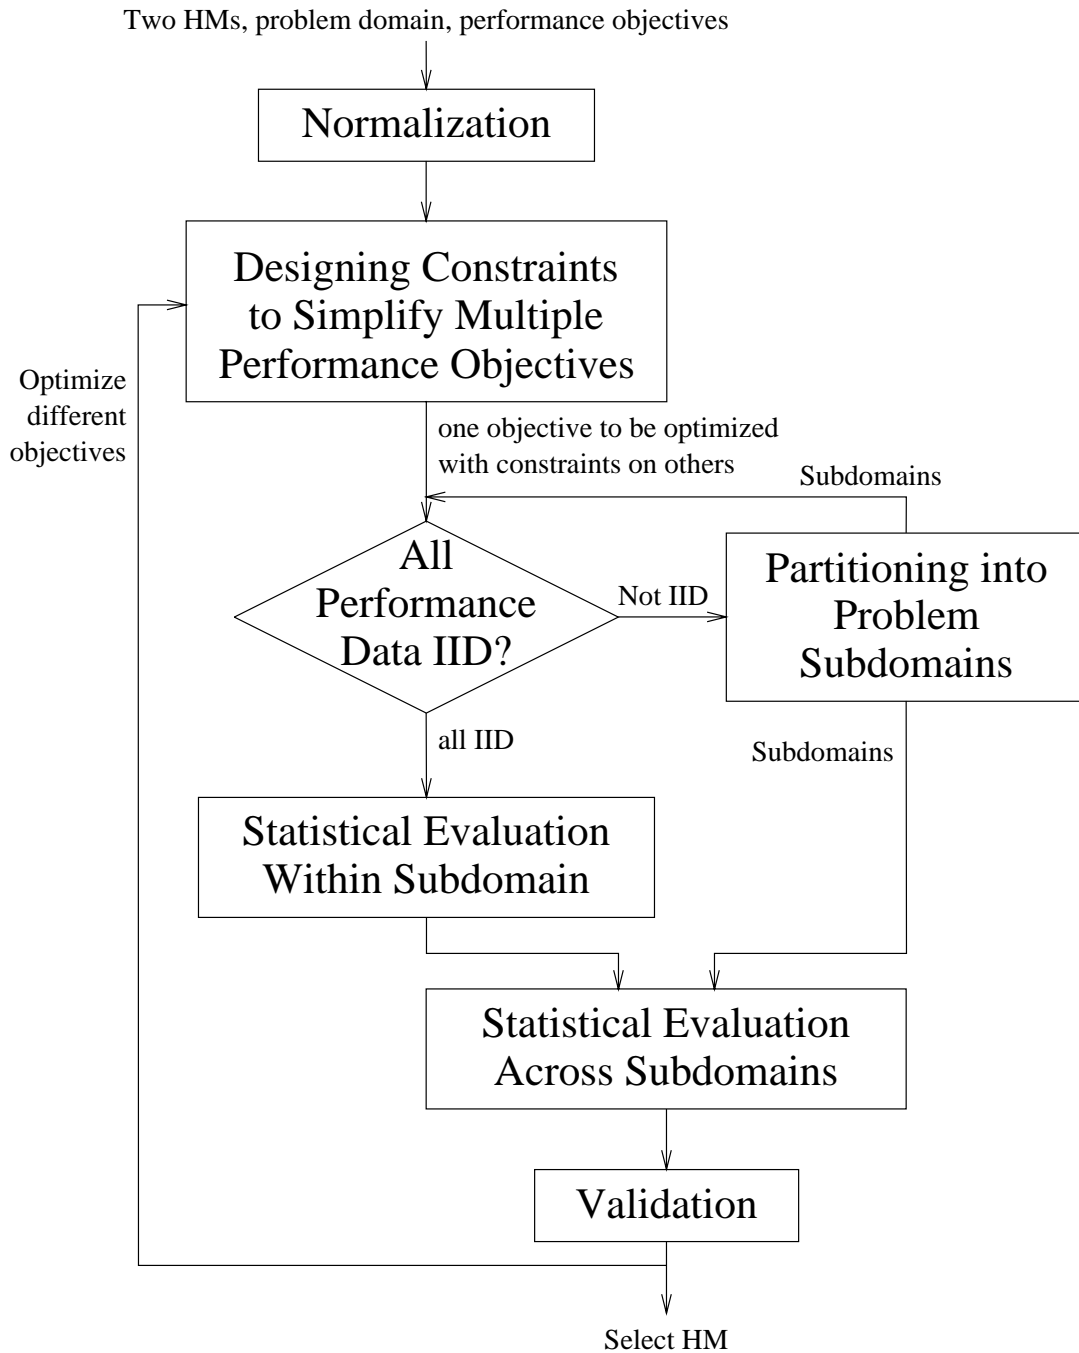 Two HMs, problem domain, performance objectives
Normalization
Designing Constraints
to Simplify Multiple
Performance Objectives
Optimize
different
objectives
one objective to be optimized
with constraints on others
Subdomains
All
Performance
Data IID?
Not IID
Partitioning into
Problem
Subdomains
all IID
Subdomains
Statistical Evaluation
Within Subdomain
Statistical Evaluation
Across Subdomains
Validation
Select HM